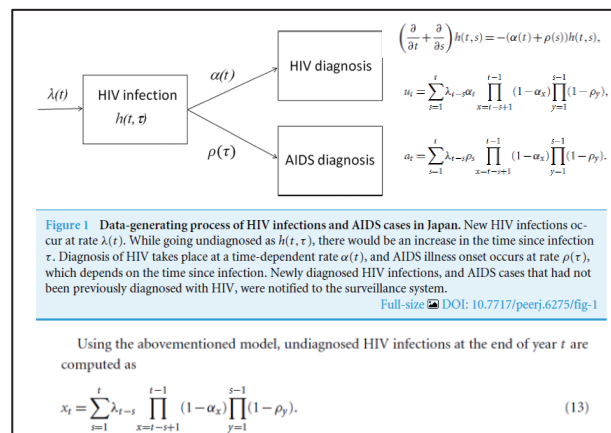 λ(t)
HIV infection
h(t, τ)
α(t)
ρ(τ)
HIV diagnosis
AIDS diagnosis
(∂/∂t + ∂/∂s) h(t,s) = −(α(t) + ρ(s))h(t,s),
u_t = ∑_{s=1}^{t} λ_{t−s} α_t ∏_{x=t−s+1}^{t−1} (1−α_x) ∏_{y=1}^{s−1} (1−ρ_y),
a_t = ∑_{s=1}^{t} λ_{t−s} ρ_s ∏_{x=t−s+1}^{t−1} (1−α_x) ∏_{y=1}^{s−1} (1−ρ_y).
Figure 1 Data-generating process of HIV infections and AIDS cases in Japan. New HIV infections oc-
cur at rate λ(t). While going undiagnosed as h(t, τ), there would be an increase in the time since infection
τ. Diagnosis of HIV takes place at a time-dependent rate α(t), and AIDS illness onset occurs at rate ρ(τ),
which depends on the time since infection. Newly diagnosed HIV infections, and AIDS cases that had not
been previously diagnosed with HIV, were notified to the surveillance system.
Full-size DOI: 10.7717/peerj.6275/fig-1
Using the abovementioned model, undiagnosed HIV infections at the end of year t are
computed as
x_t = ∑_{s=1}^{t} λ_{t−s} ∏_{x=t−s+1}^{t−1} (1−α_x) ∏_{y=1}^{s−1} (1−ρ_y). (13)